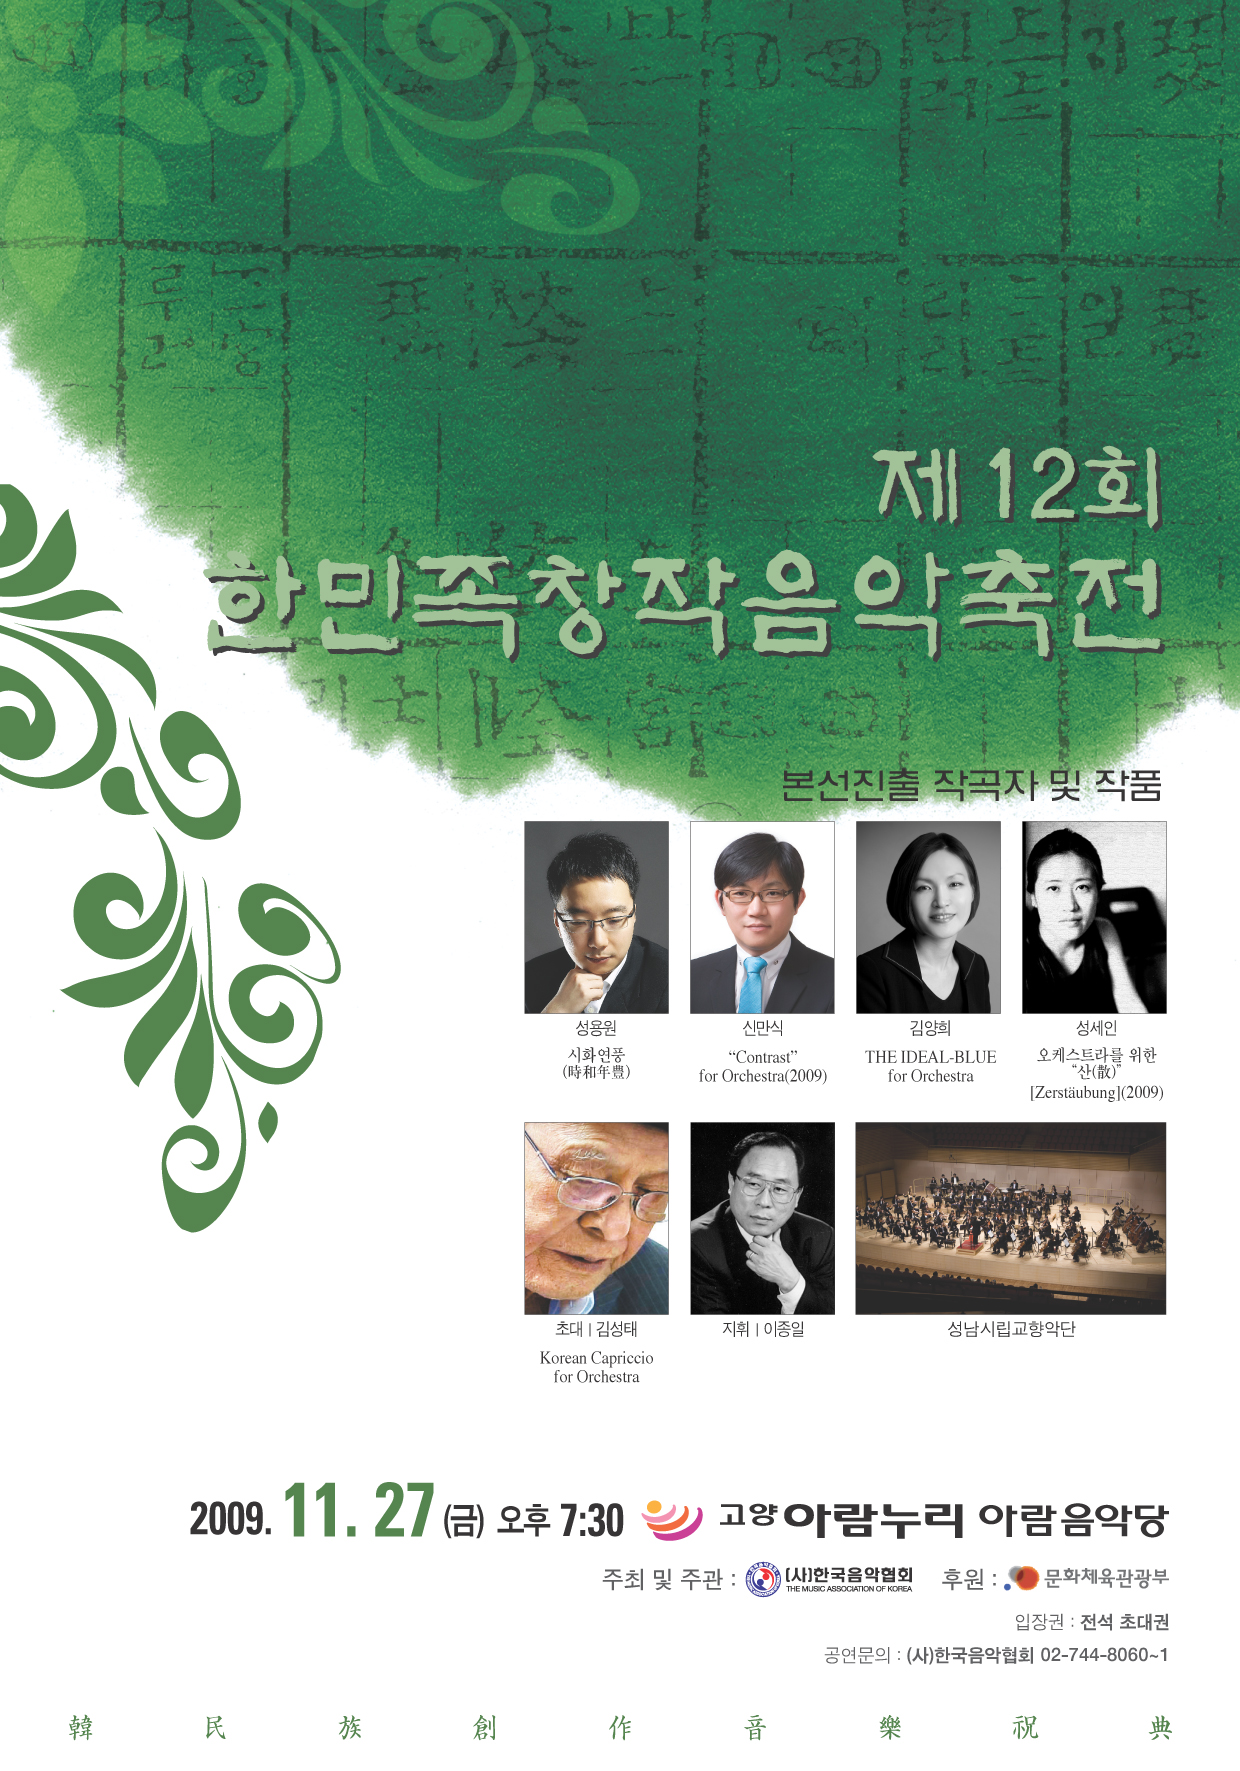 제12회
한민족창작음악축전
본선진출 작곡자 및 작품
성용원
시화연풍
(時和年豊)
신만식
“Contrast”
for Orchestra(2009)
김양희
THE IDEAL-BLUE
for Orchestra
성세인
오케스트라를 위한
“산(散)”
[Zerstäubung](2009)
초대 | 김성태
Korean Capriccio
for Orchestra
지휘 | 이종일
성남시립교향악단
2009. 11. 27 (금) 오후 7:30 고양 아람누리 아람음악당
주최 및 주관 : (사)한국음악협회 THE MUSIC ASSOCIATION OF KOREA 후원 : 문화체육관광부
입장권 : 전석 초대권
공연문의 : (사)한국음악협회 02-744-8060~1
韓民族創作音樂祝典